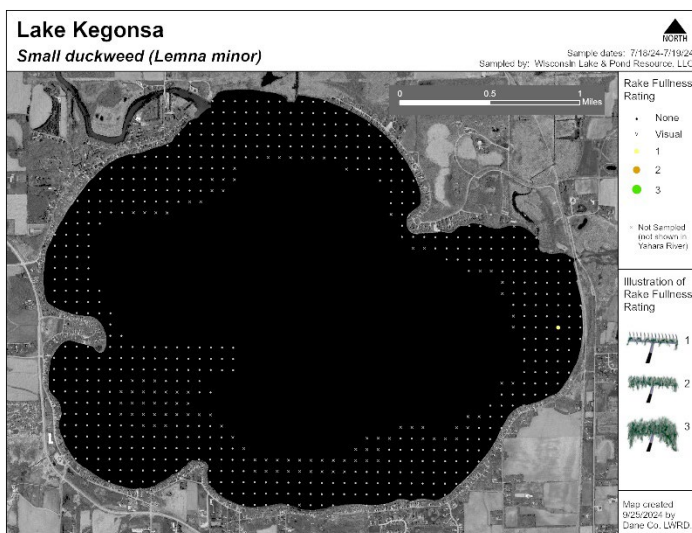 Lake Kegonsa
Small duckweed (Lemna minor)
NORTH
Sample dates: 7/18/24-7/19/24
Sampled by: Wisconsin Lake & Pond Resource, LLC
0 0.5 1
Miles
Rake Fullness
Rating
None
Visual
1
2
3
Not Sampled
(not shown in
Yahara River)
Illustration of
Rake Fullness
Rating
1
2
3
Map created
9/25/2024 by
Dane Co. LWRD.